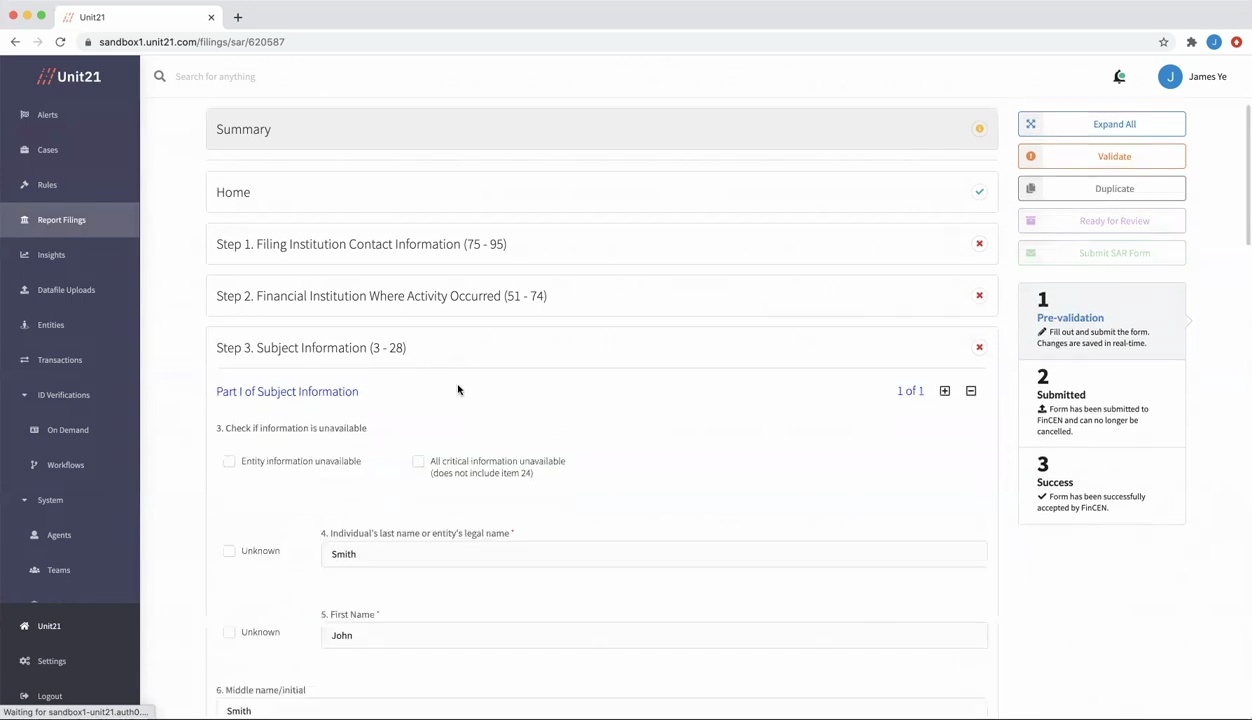 Unit21
sandbox1.unit21.com/filings/sar/620587
J
Unit21
Search for anything
J
James Ye
Alerts
Cases
Rules
Report Filings
Insights
Datafile Uploads
Entities
Transactions
ID Verifications
On Demand
Workflows
System
Agents
Teams
Unit21
Settings
Logout
Waiting for sandbox1-unit21.auth0....
Summary
Home
Step 1. Filing Institution Contact Information (75 - 95)
Step 2. Financial Institution Where Activity Occurred (51 - 74)
Step 3. Subject Information (3 - 28)
Part I of Subject Information
1 of 1
3. Check if information is unavailable
Entity information unavailable
All critical information unavailable
(does not include item 24)
4. Individual's last name or entity's legal name *
Unknown
Smith
5. First Name *
Unknown
John
6. Middle name/initial
Smith
Expand All
Validate
Duplicate
Ready for Review
Submit SAR Form
1
Pre-validation
Fill out and submit the form.
Changes are saved in real-time.
2
Submitted
Form has been submitted to
FinCEN and can no longer be
cancelled.
3
Success
Form has been successfully
accepted by FinCEN.